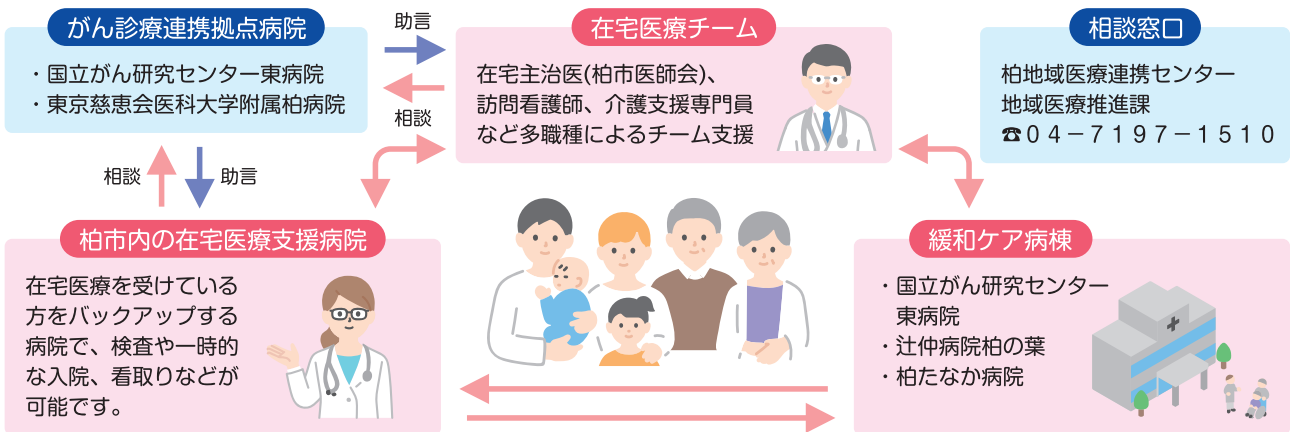 がん診療連携拠点病院
・国立がん研究センター東病院
・東京慈恵会医科大学附属柏病院
助言
相談
在宅医療チーム
在宅主治医(柏市医師会)、
訪問看護師、介護支援専門員
など多職種によるチーム支援
相談窓口
柏地域医療連携センター
地域医療推進課
☎04－7197－1510
相談
助言
柏市内の在宅医療支援病院
在宅医療を受けている
方をバックアップする
病院で、検査や一時的
な入院、看取りなどが
可能です。
緩和ケア病棟
・国立がん研究センター
東病院
・辻仲病院柏の葉
・柏たなか病院